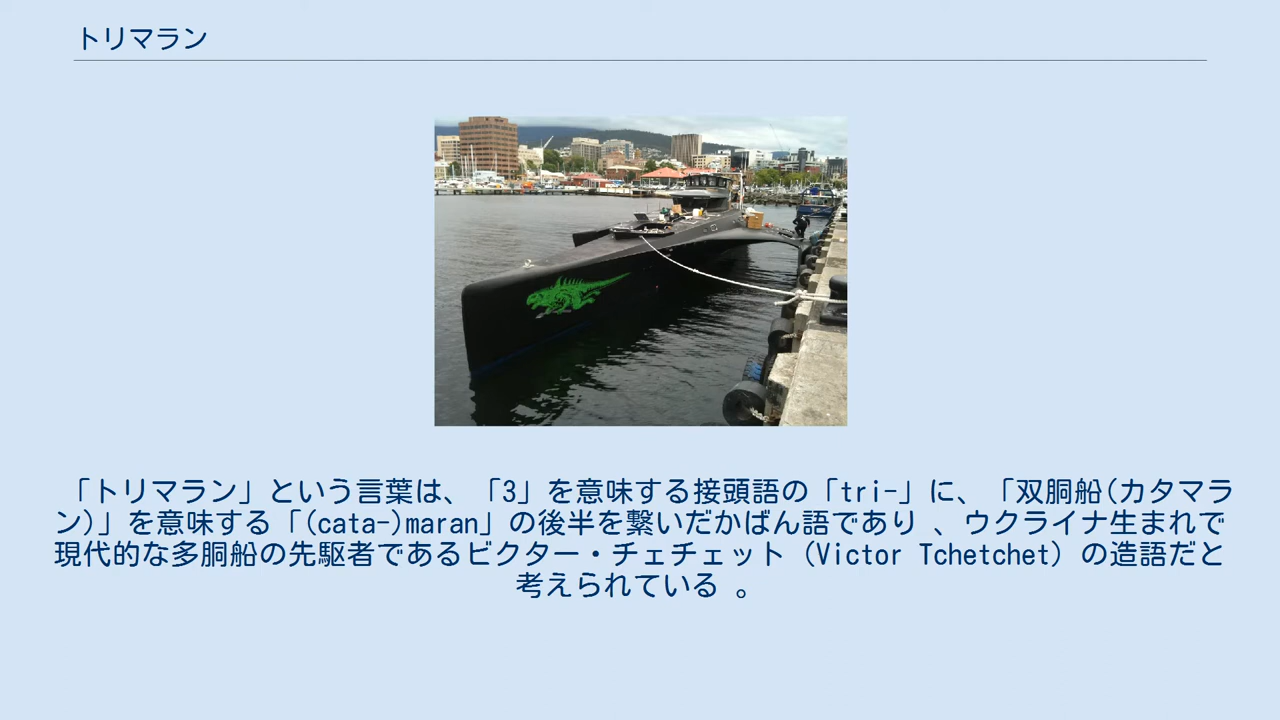 トリマラン
「トリマラン」という言葉は、「3」を意味する接頭語の「tri-」に、「双胴船(カタマラ
ン)」を意味する「(cata-)maran」の後半を繋いだかばん語であり 、ウクライナ生まれで
現代的な多胴船の先駆者であるビクター・チェチェット（Victor Tchetchet）の造語だと
考えられている 。